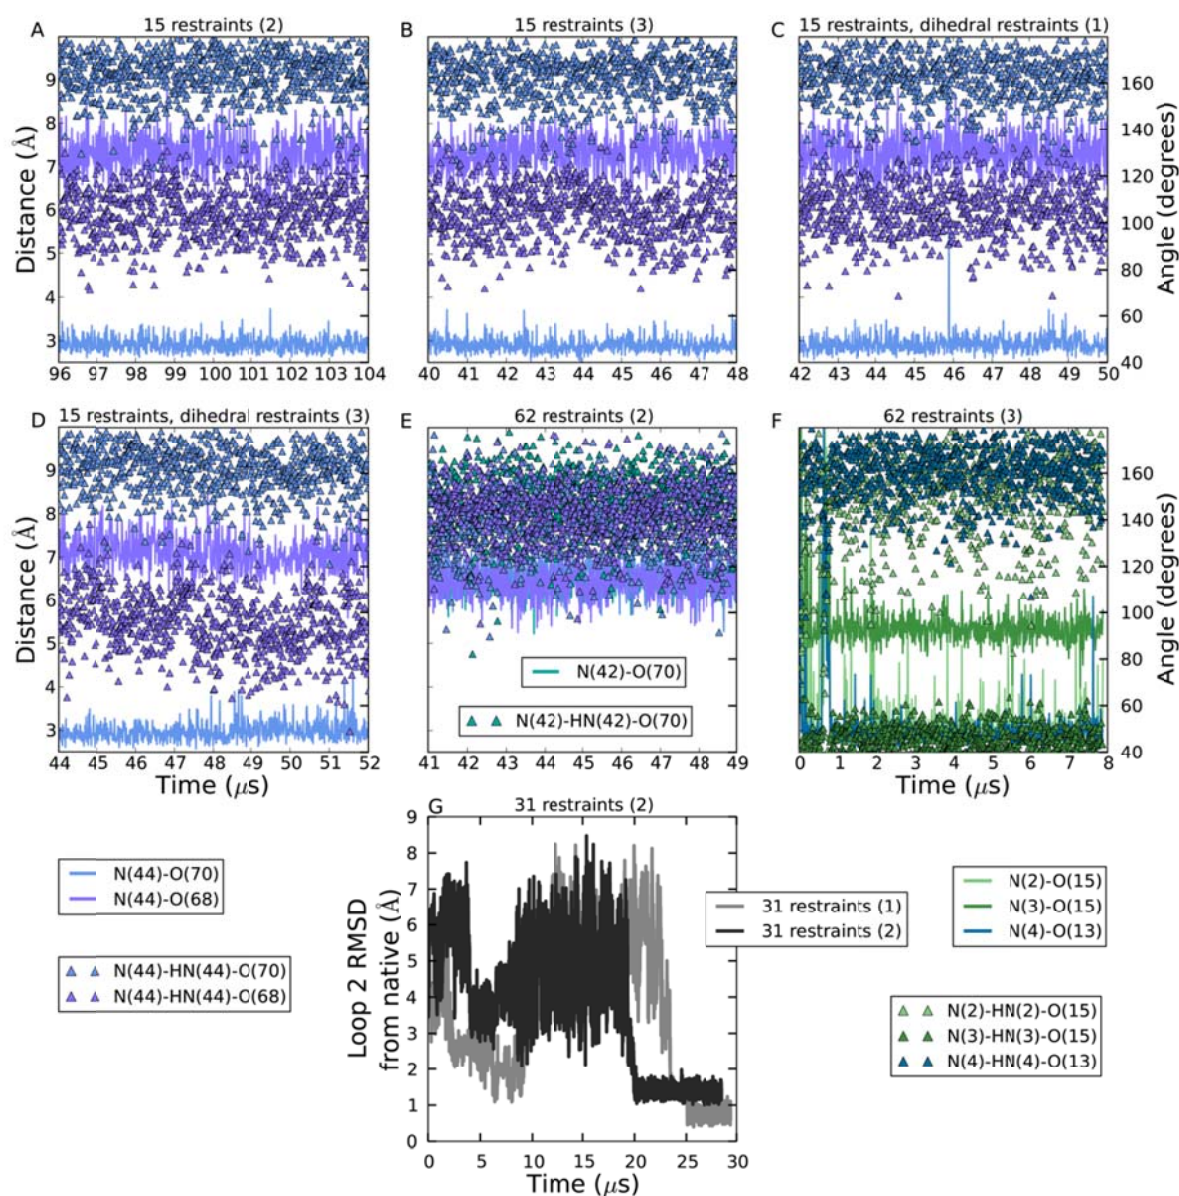 A 15 restraints (2)
B 15 restraints (3)
C 15 restraints, dihedral restraints (1)
Distance (Å)
9
8
7
6
5
4
3
96 97 98 99 100 101 102 103 104
40 41 42 43 44 45 46 47 48
42 43 44 45 46 47 48 49 50
160
140
120
100
80
60
40
Angle (degrees)
D 15 restraints, dihedral restraints (3)
E 62 restraints (2)
F 62 restraints (3)
Distance (Å)
9
8
7
6
5
4
3
44 45 46 47 48 49 50 51 52
Time (μs)
N(42)-O(70)
N(42)-HN(42)-O(70)
41 42 43 44 45 46 47 48 49
0 1 2 3 4 5 6 7 8
Time (μs)
160
140
120
100
80
60
40
Angle (degrees)
G 31 restraints (2)
N(44)-O(70)
N(44)-O(68)
N(44)-HN(44)-O(70)
N(44)-HN(44)-O(68)
Loop 2 RMSD
from native (Å)
9
8
7
6
5
4
3
2
1
0
0 5 10 15 20 25 30
Time (μs)
31 restraints (1)
31 restraints (2)
N(2)-O(15)
N(3)-O(15)
N(4)-O(13)
N(2)-HN(2)-O(15)
N(3)-HN(3)-O(15)
N(4)-HN(4)-O(13)